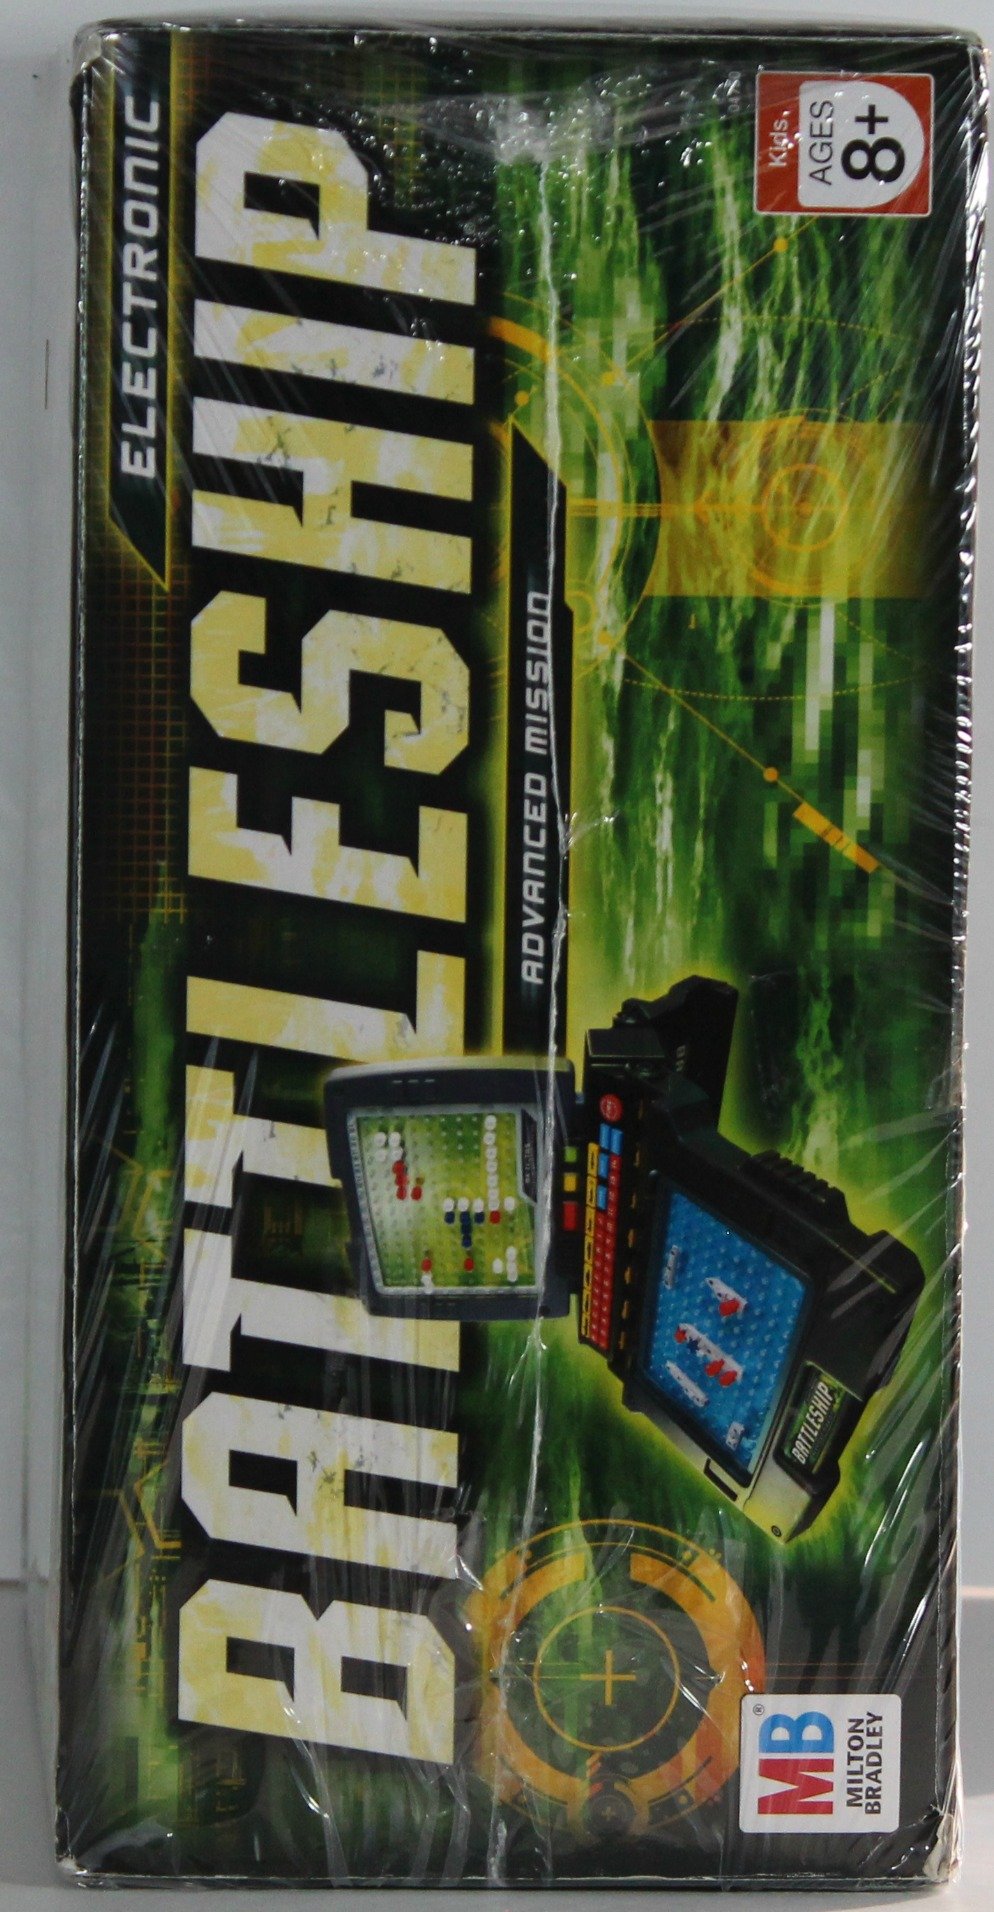 ELECTRONIC
BATTLESHIP
ADVANCED MISSION
Kids.
AGES
8+
BATTLESHIP
MB®
MILTON
BRADLEY